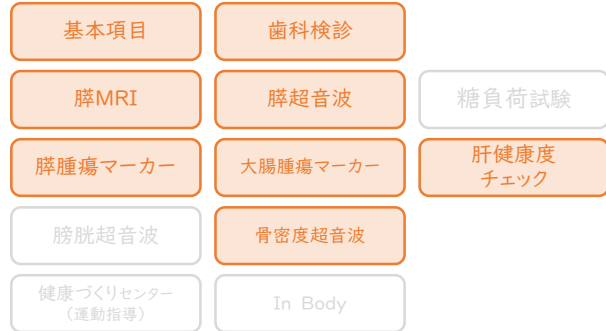 基本項目
歯科検診
膵MRI
膵超音波
糖負荷試験
膵腫瘍マーカー
大腸腫瘍マーカー
肝健康度
チェック
膀胱超音波
骨密度超音波
健康づくりセンター
(運動指導)
In Body